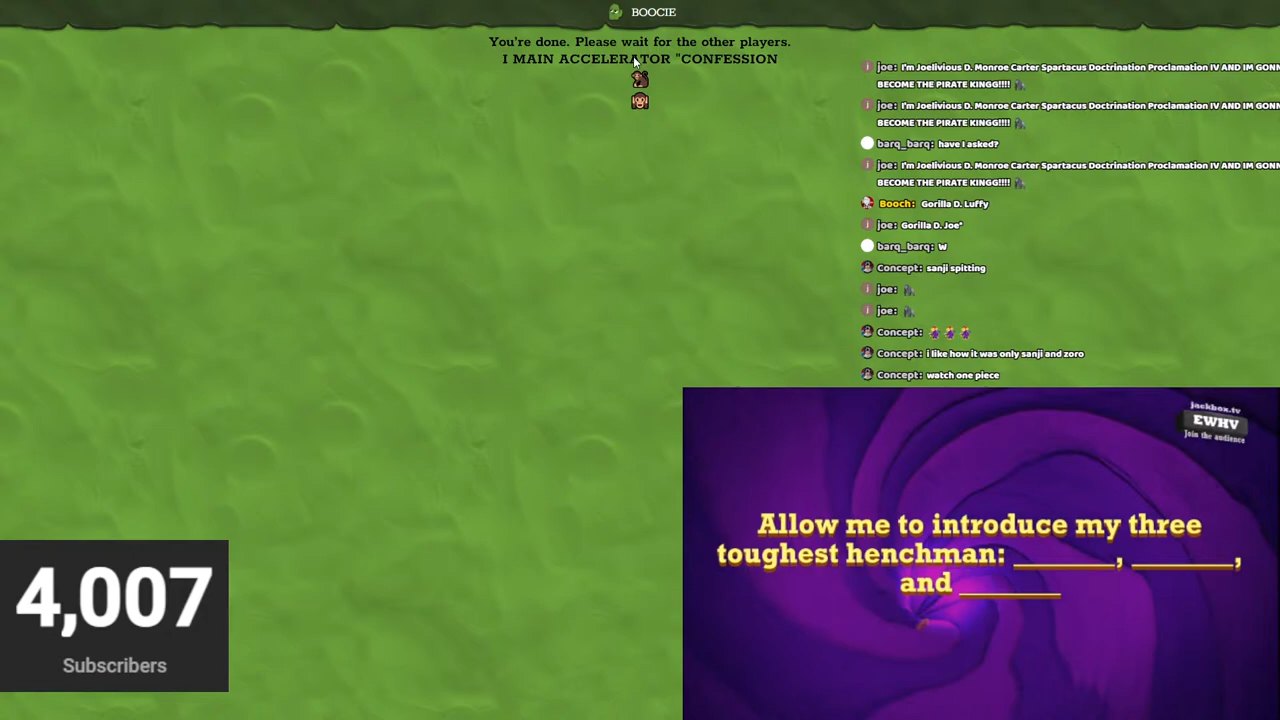 BOOCIE
You're done. Please wait for the other players.
I MAIN ACCELERATOR "CONFESSION
joe: I'm Joelivious D. Monroe Carter Spartacus Doctrination Proclamation IV AND IM GONN
BECOME THE PIRATE KINGG!!!!
joe: I'm Joelivious D. Monroe Carter Spartacus Doctrination Proclamation IV AND IM GONN
BECOME THE PIRATE KINGG!!!!
barq_barq: have I asked?
joe: I'm Joelivious D. Monroe Carter Spartacus Doctrination Proclamation IV AND IM GONN
BECOME THE PIRATE KINGG!!!!
Booch: Gorilla D. Luffy
joe: Gorilla D. Joe*
barq_barq: W
Concept: sanji spitting
joe:
joe:
Concept:
Concept: i like how it was only sanji and zoro
Concept: watch one piece
jackbox.tv
EWHV
Join the audience
Allow me to introduce my three
toughest henchman: ________, ________,
and ________
4,007
Subscribers